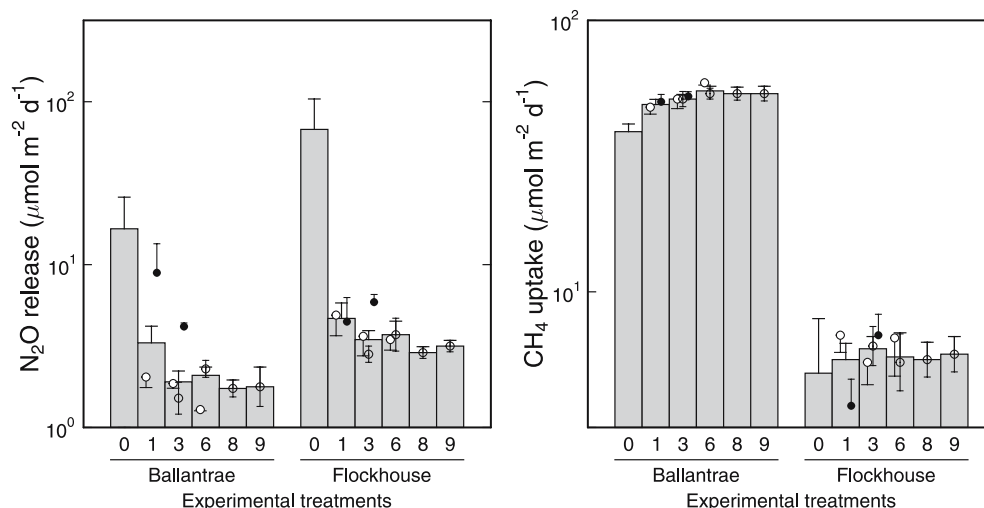 N₂O release (μmol m⁻² d⁻¹)
10²
10¹
10⁰
0 1 3 6 8 9 0 1 3 6 8 9
Ballantrae Flockhouse
Experimental treatments
CH₄ uptake (μmol m⁻² d⁻¹)
10²
10¹
0 1 3 6 8 9 0 1 3 6 8 9
Ballantrae Flockhouse
Experimental treatments